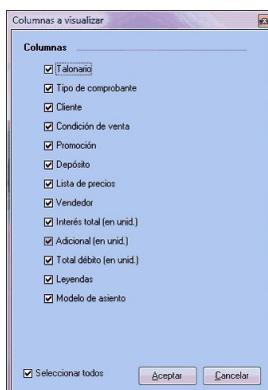 Columnas a visualizar
Columnas
Talonario
Tipo de comprobante
Cliente
Condición de venta
Promoción
Depósito
Lista de precios
Vendedor
Interés total (en unid.)
Adicional (en unid.)
Total débito (en unid.)
Leyendas
Modelo de asiento
Seleccionar todos
Aceptar
Cancelar